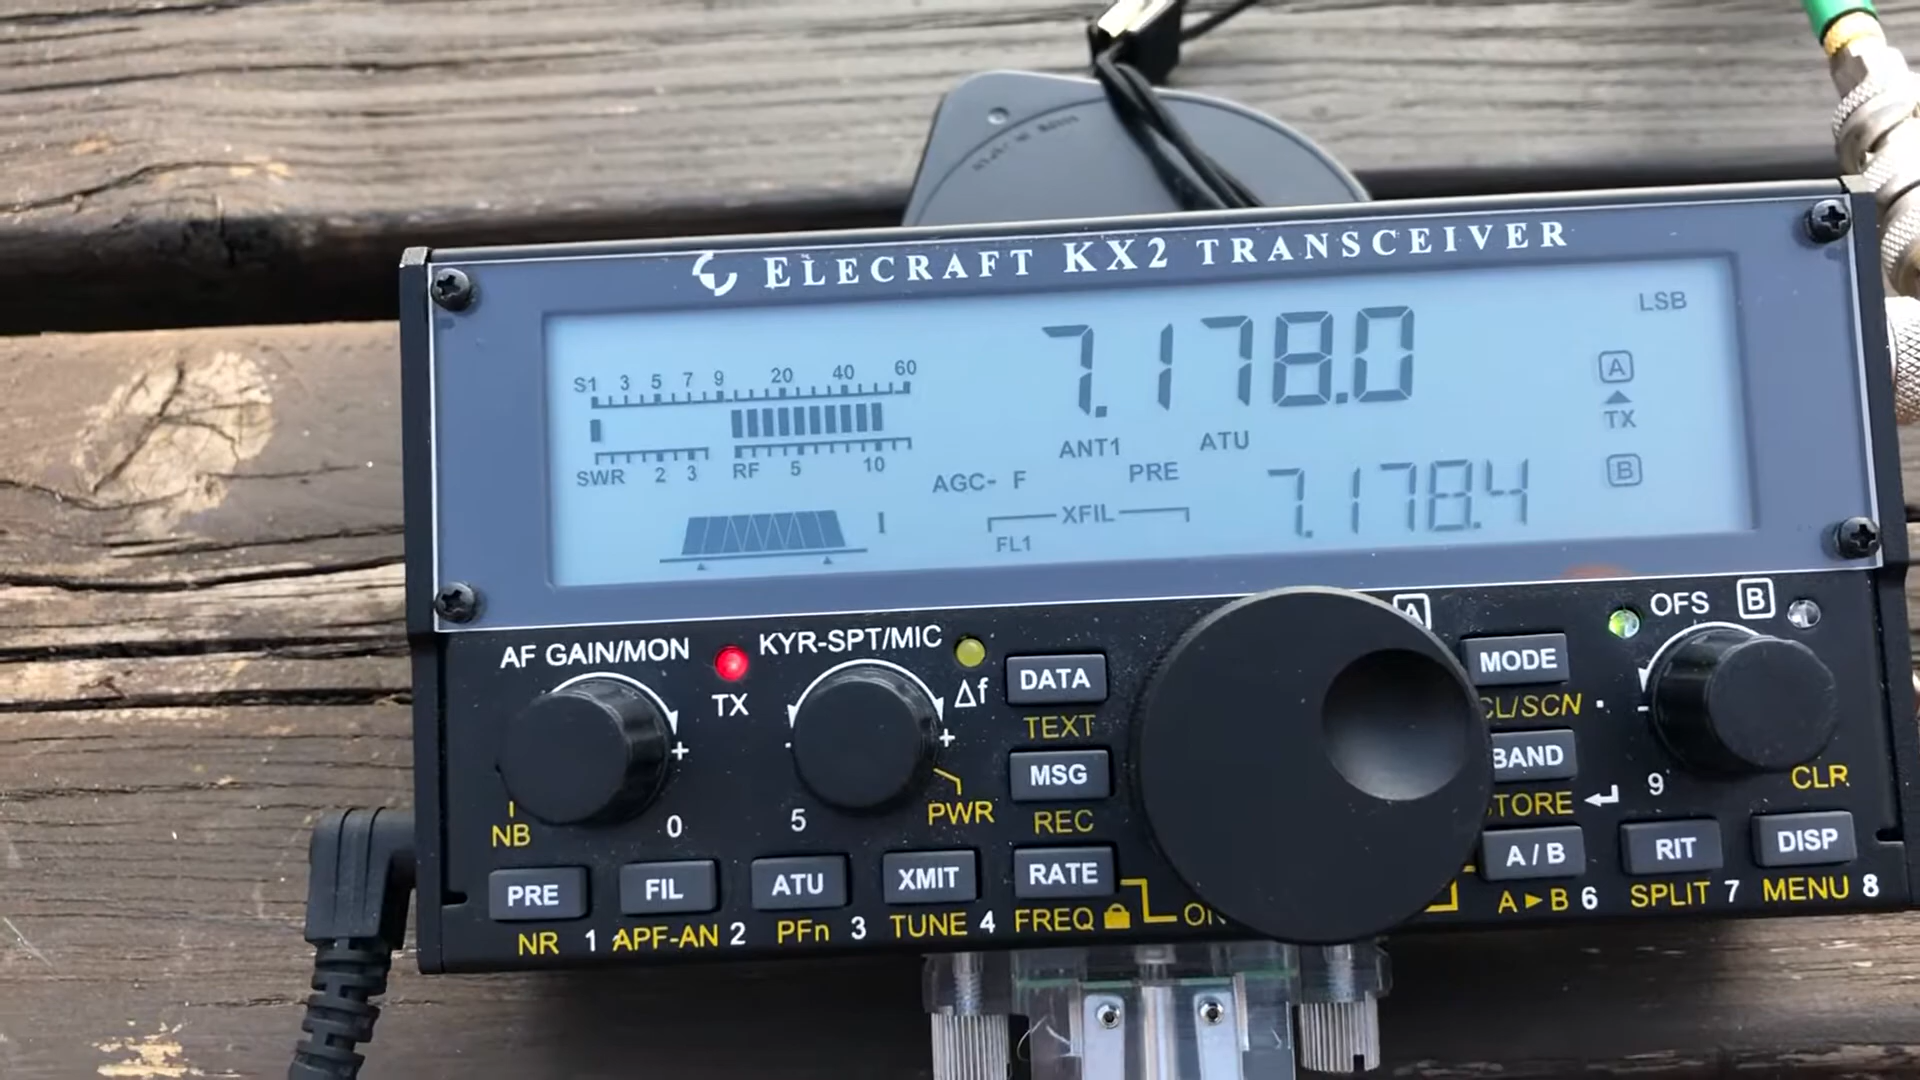 ELECRAFT KX2 TRANSCEIVER
S1 3 5 7 9 20 40 60
SWR 2 3 RF 5 10
7.178.0
LSB
A
TX
B
ANT1 ATU
AGC- F PRE
7.178.4
XFIL
FL1
I
AF GAIN/MON
TX
KYR-SPT/MIC
Δf
- +
+
PWR
NB
0
5
DATA
TEXT
MSG
REC
RATE
FREQ
A
MODE
CL/SCN .
BAND
STORE
A / B
A►B 6
OFS B
-
9
CLR
RIT
SPLIT 7
DISP
MENU 8
PRE
NR 1
FIL
APF-AN 2
ATU
PFn 3
XMIT
TUNE 4